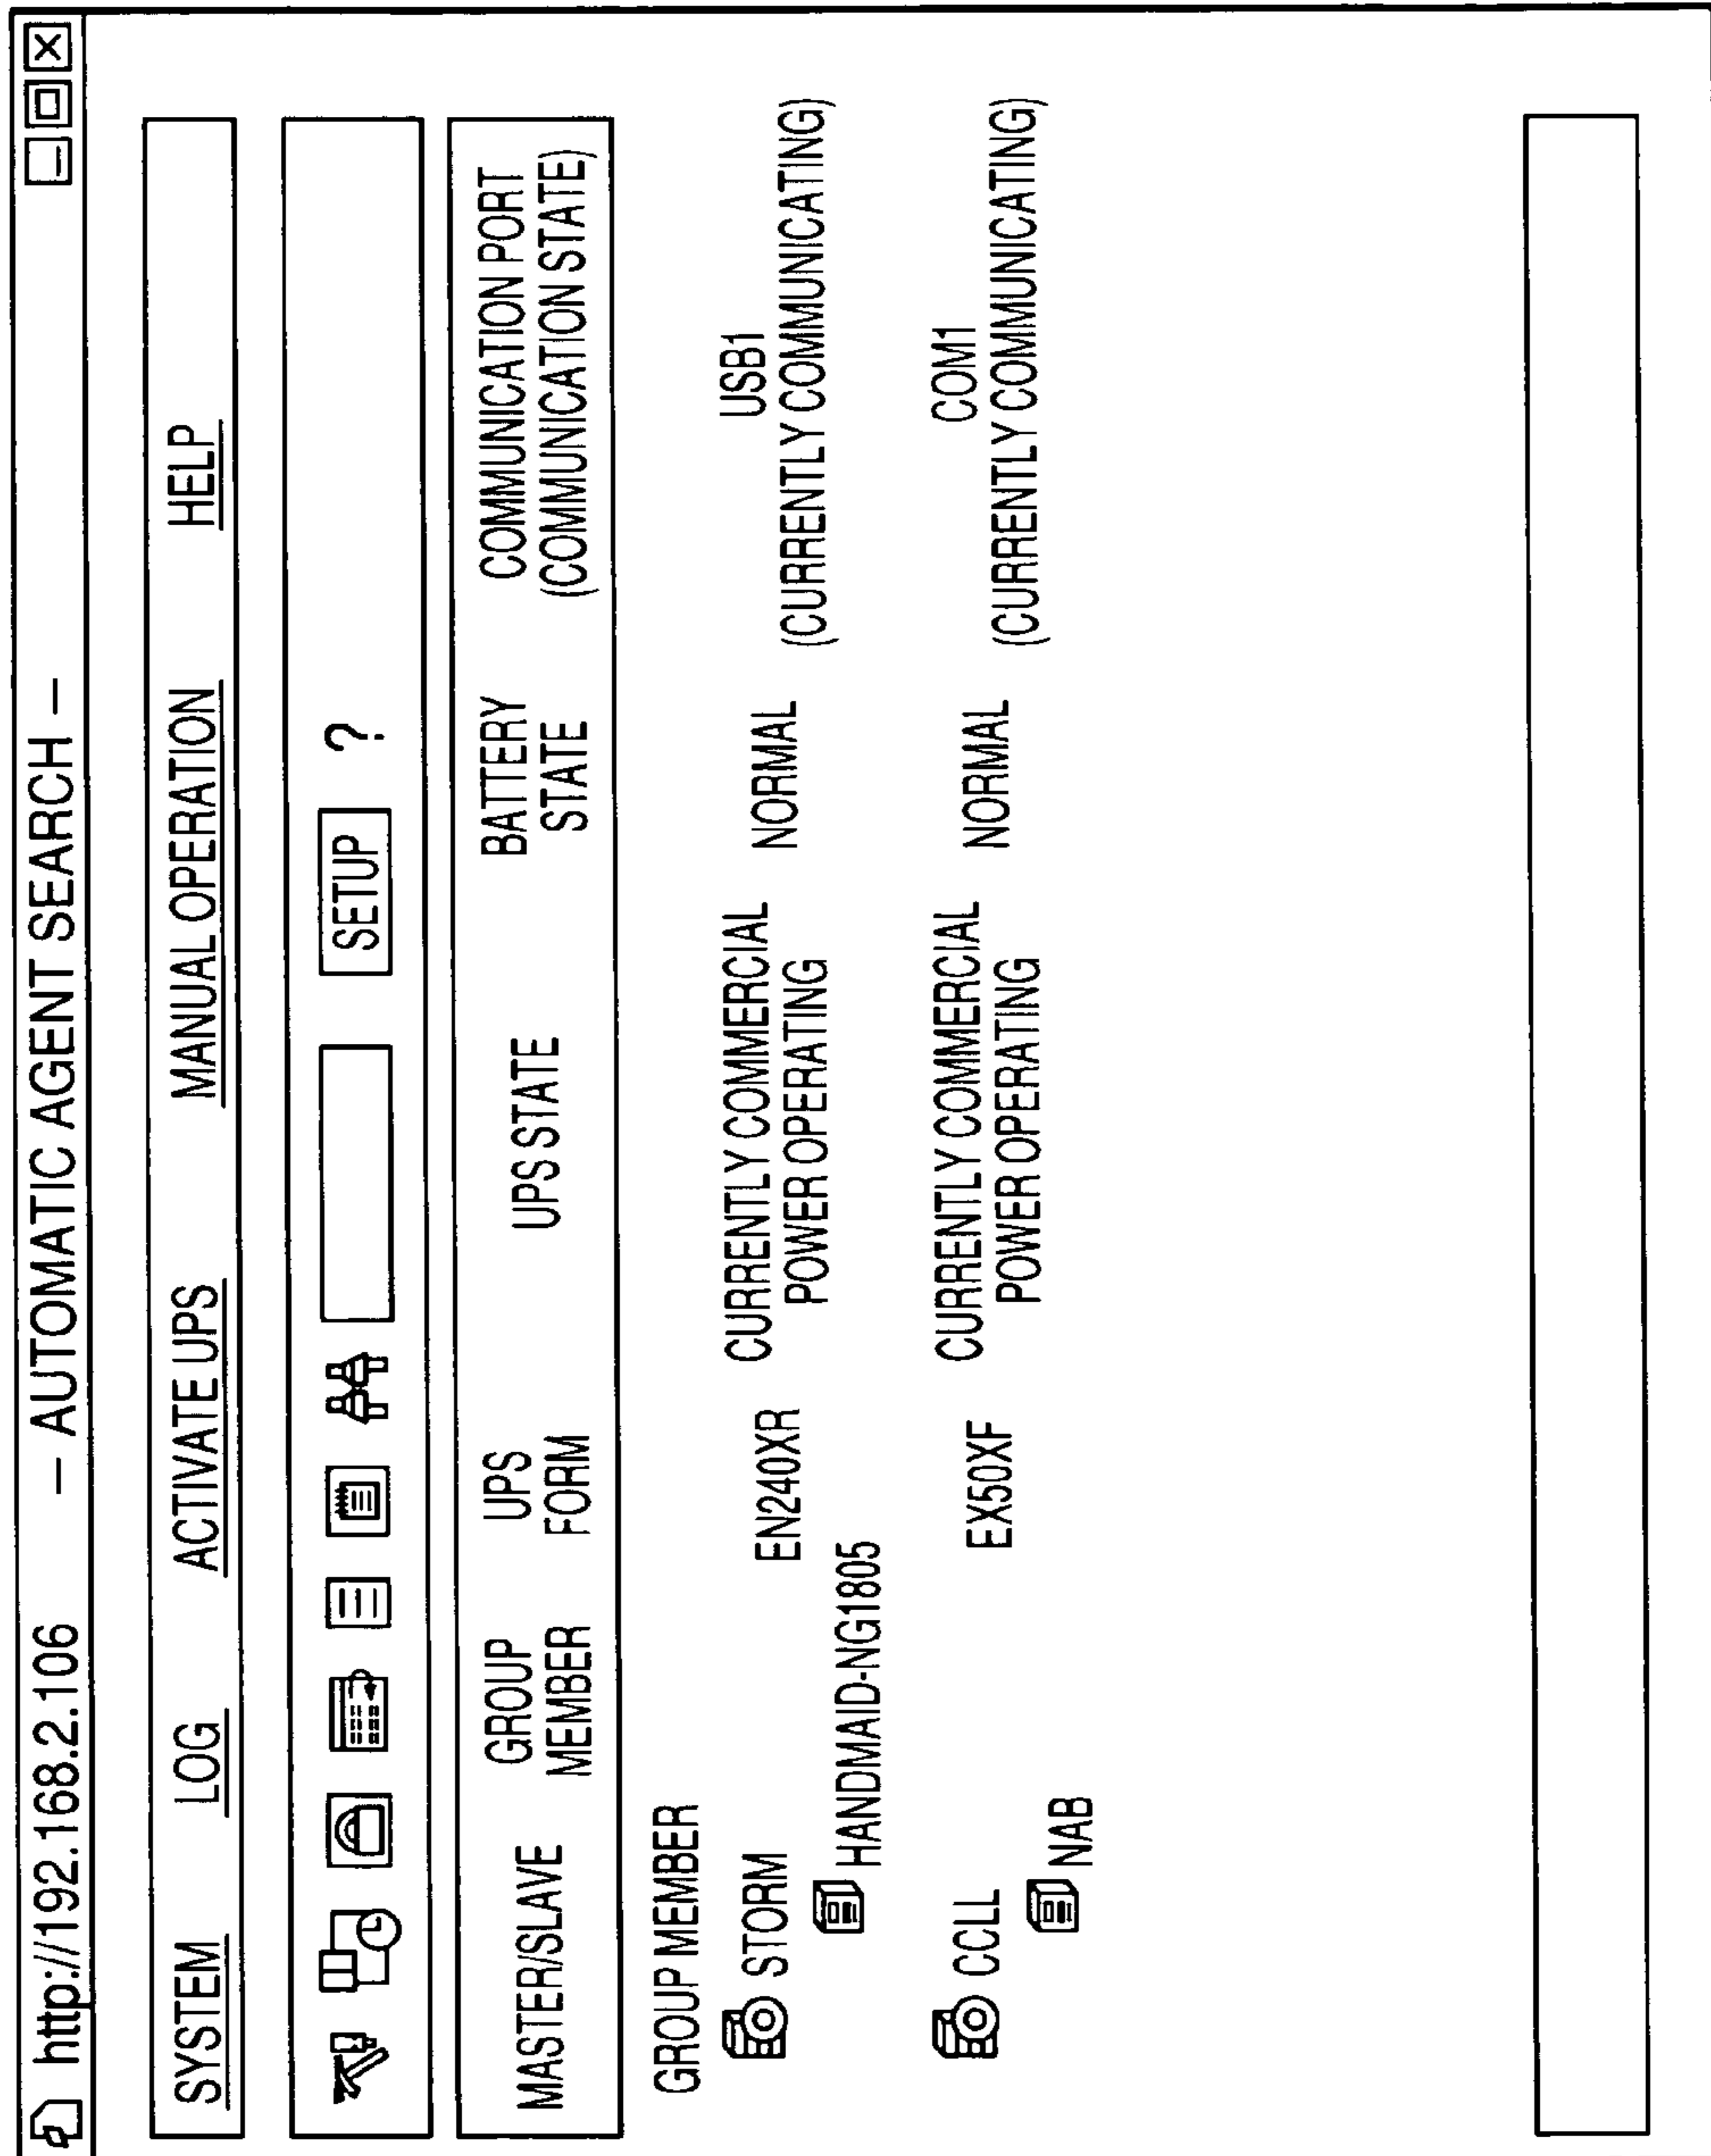 http://192.168.2.106 – AUTOMATIC AGENT SEARCH –
SYSTEM LOG ACTIVATE UPS MANUAL OPERATION HELP
SETUP ?
MASTER/SLAVE GROUP MEMBER UPS FORM UPS STATE BATTERY STATE COMMUNICATION PORT (COMMUNICATION STATE)
GROUP MEMBER
STORM EN240XR CURRENTLY COMMERCIAL POWER OPERATING NORMAL USB1 (CURRENTLY COMMUNICATING)
HANDMAID-NG1805
CCLL EX50XF CURRENTLY COMMERCIAL POWER OPERATING NORMAL COM1 (CURRENTLY COMMUNICATING)
NAB